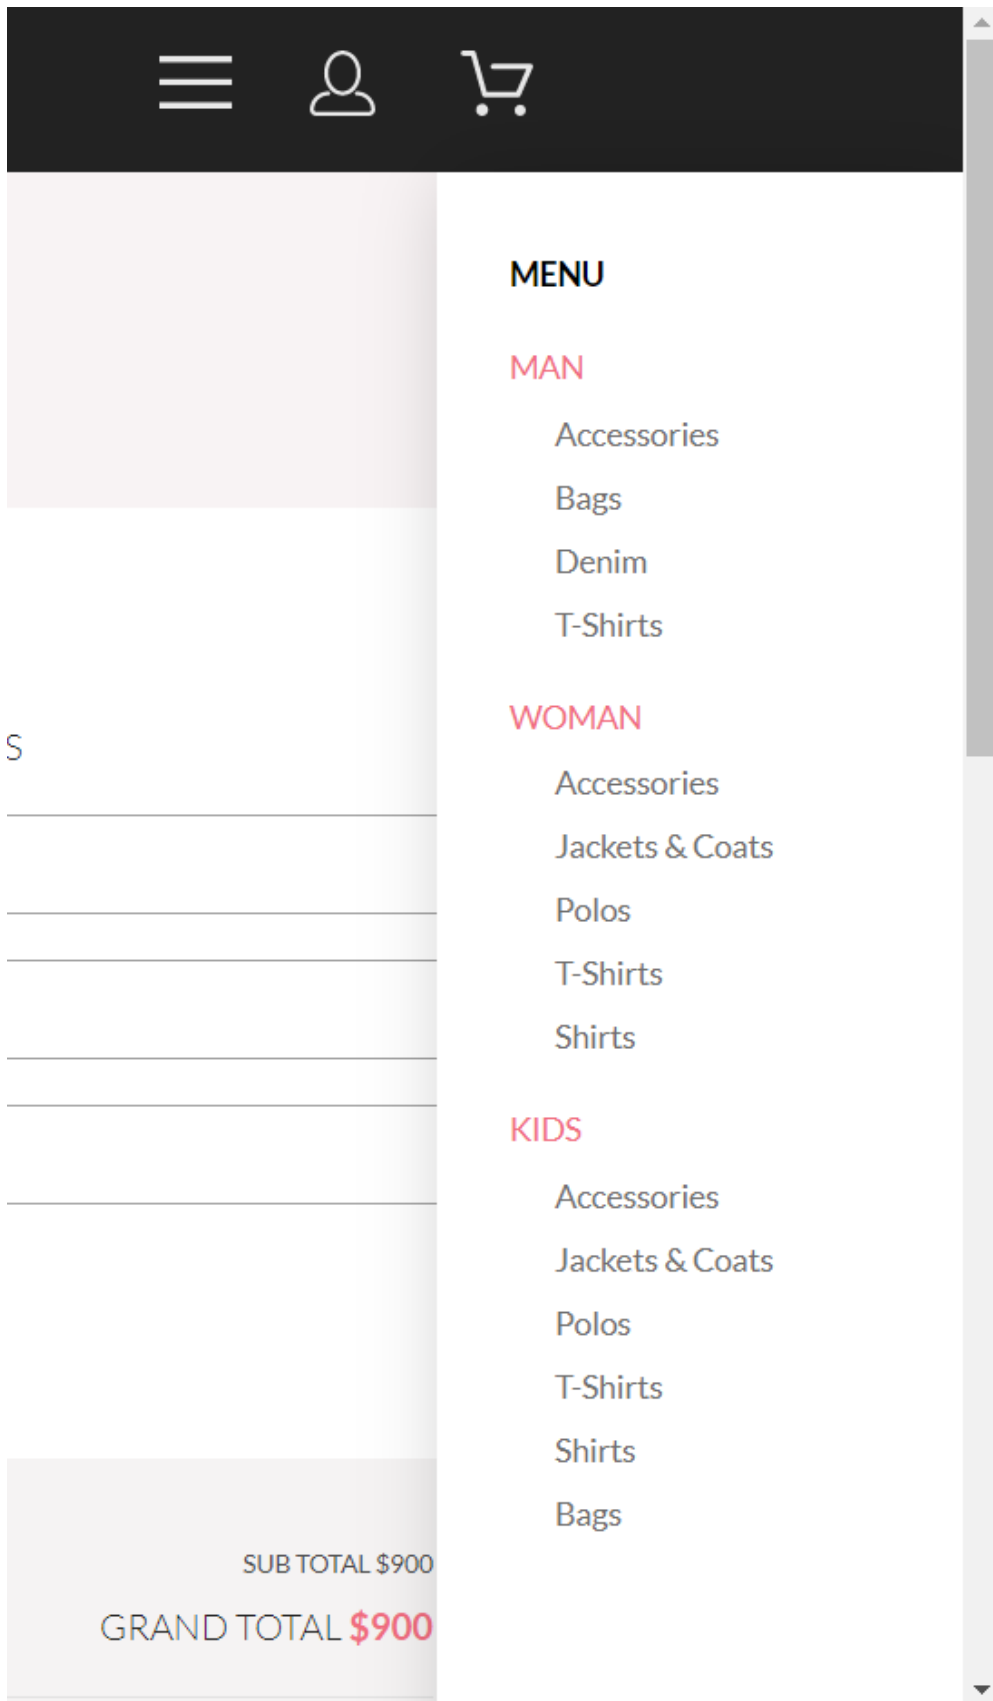 MENU
MAN
Accessories
Bags
Denim
T-Shirts
WOMAN
Accessories
Jackets & Coats
Polos
T-Shirts
Shirts
KIDS
Accessories
Jackets & Coats
Polos
T-Shirts
Shirts
Bags
S
SUB TOTAL $900
GRAND TOTAL $900